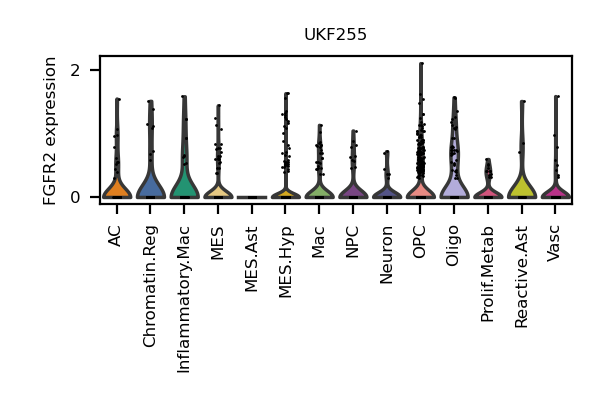 UKF255
FGFR2 expression
2
0
AC
Chromatin.Reg
Inflammatory.Mac
MES
MES.Ast
MES.Hyp
Mac
NPC
Neuron
OPC
Oligo
Prolif.Metab
Reactive.Ast
Vasc